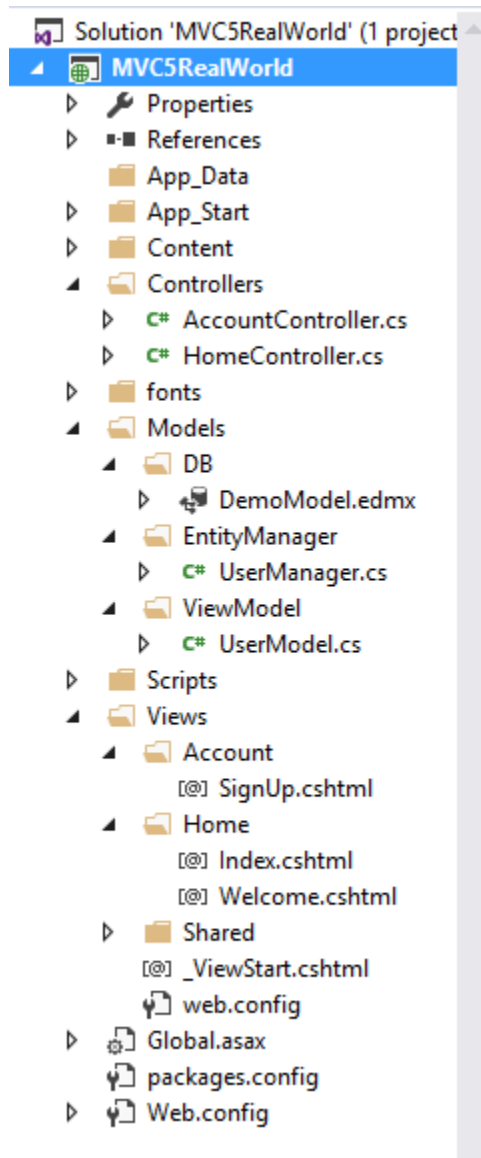 Solution 'MVC5RealWorld' (1 project
MVC5RealWorld
Properties
References
App_Data
App_Start
Content
Controllers
C# AccountController.cs
C# HomeController.cs
fonts
Models
DB
DemoModel.edmx
EntityManager
C# UserManager.cs
ViewModel
C# UserModel.cs
Scripts
Views
Account
[@] SignUp.cshtml
Home
[@] Index.cshtml
[@] Welcome.cshtml
Shared
[@] _ViewStart.cshtml
web.config
Global.asax
packages.config
Web.config